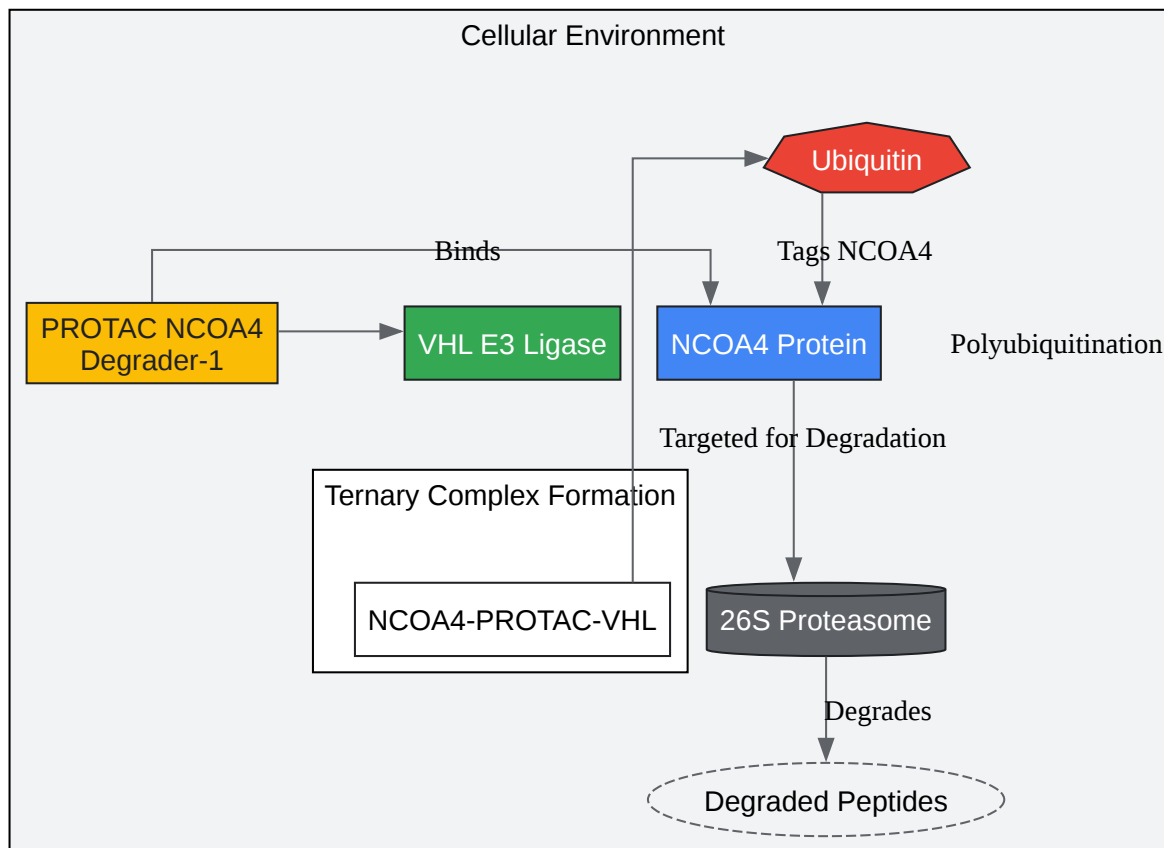 Cellular Environment
Ubiquitin
Binds
Tags NCOA4
PROTAC NCOA4
Degrader-1
VHL E3 Ligase
NCOA4 Protein
Polyubiquitination
Targeted for Degradation
Ternary Complex Formation
NCOA4-PROTAC-VHL
26S Proteasome
Degrades
Degraded Peptides